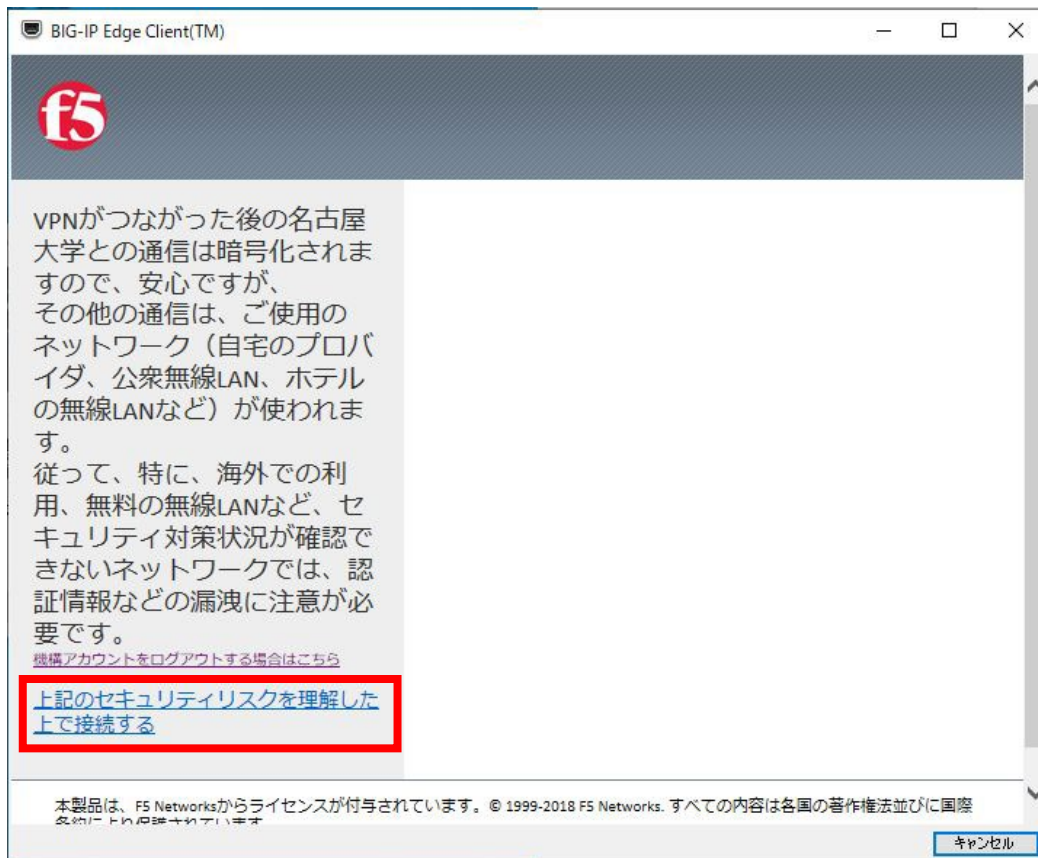 BIG-IP Edge Client(TM)
f5
VPNがつながった後の名古屋
大学との通信は暗号化されま
すので、安心ですが、
その他の通信は、ご使用の
ネットワーク（自宅のプロバ
イダ、公衆無線LAN、ホテル
の無線LANなど）が使われま
す。
従って、特に、海外での利
用、無料の無線LANなど、セ
キュリティ対策状況が確認で
きないネットワークでは、認
証情報などの漏洩に注意が必
要です。
機構アカウントをログアウトする場合はこちら
上記のセキュリティリスクを理解した
上で接続する
本製品は、F5 Networksからライセンスが付与されています。© 1999-2018 F5 Networks. すべての内容は各国の著作権法並びに国際
条約により保護されています
キャンセル